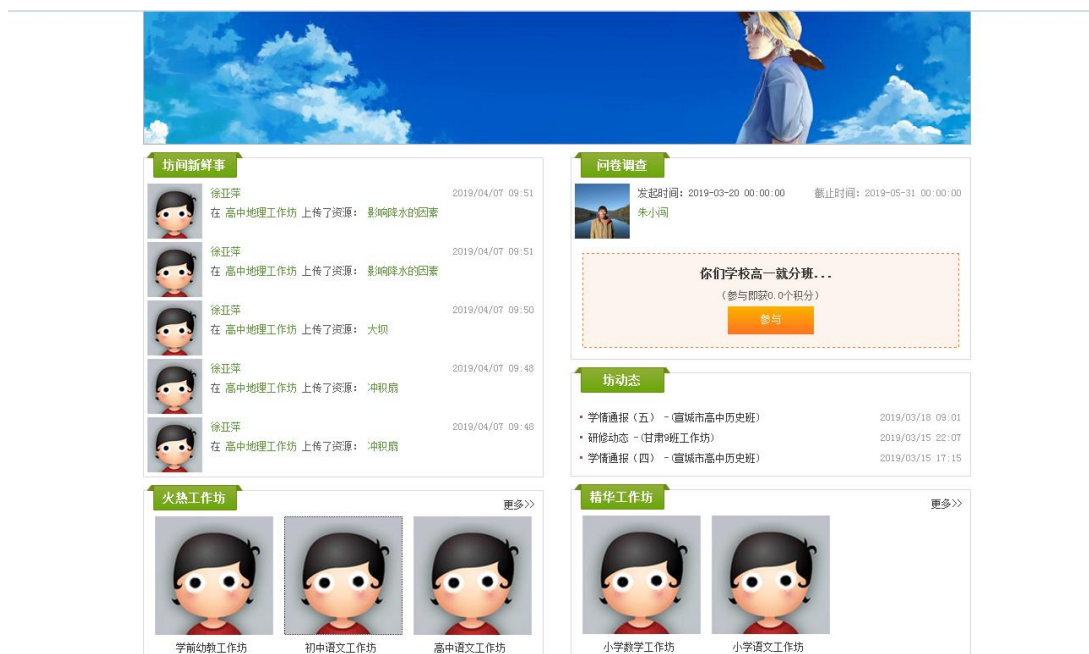 坊间新鲜事
徐亚萍 2019/04/07 09:51
在 高中地理工作坊 上传了资源: 影响降水的因素
徐亚萍 2019/04/07 09:51
在 高中地理工作坊 上传了资源: 影响降水的因素
徐亚萍 2019/04/07 09:50
在 高中地理工作坊 上传了资源: 大坝
徐亚萍 2019/04/07 09:48
在 高中地理工作坊 上传了资源: 冲积扇
徐亚萍 2019/04/07 09:48
在 高中地理工作坊 上传了资源: 冲积扇
问卷调查
发起时间: 2019-03-20 00:00:00 截止时间: 2019-05-31 00:00:00
朱小闯
你们学校高一就分班...
(参与即获0.0个积分)
参与
坊动态
学情通报(五) -(宣城市高中历史班) 2019/03/18 09:01
研修动态 -(甘肃9班工作坊) 2019/03/15 22:07
学情通报(四) -(宣城市高中历史班) 2019/03/15 17:15
火热工作坊 更多>>
学前幼教工作坊 初中语文工作坊 高中语文工作坊
精华工作坊 更多>>
小学数学工作坊 小学语文工作坊